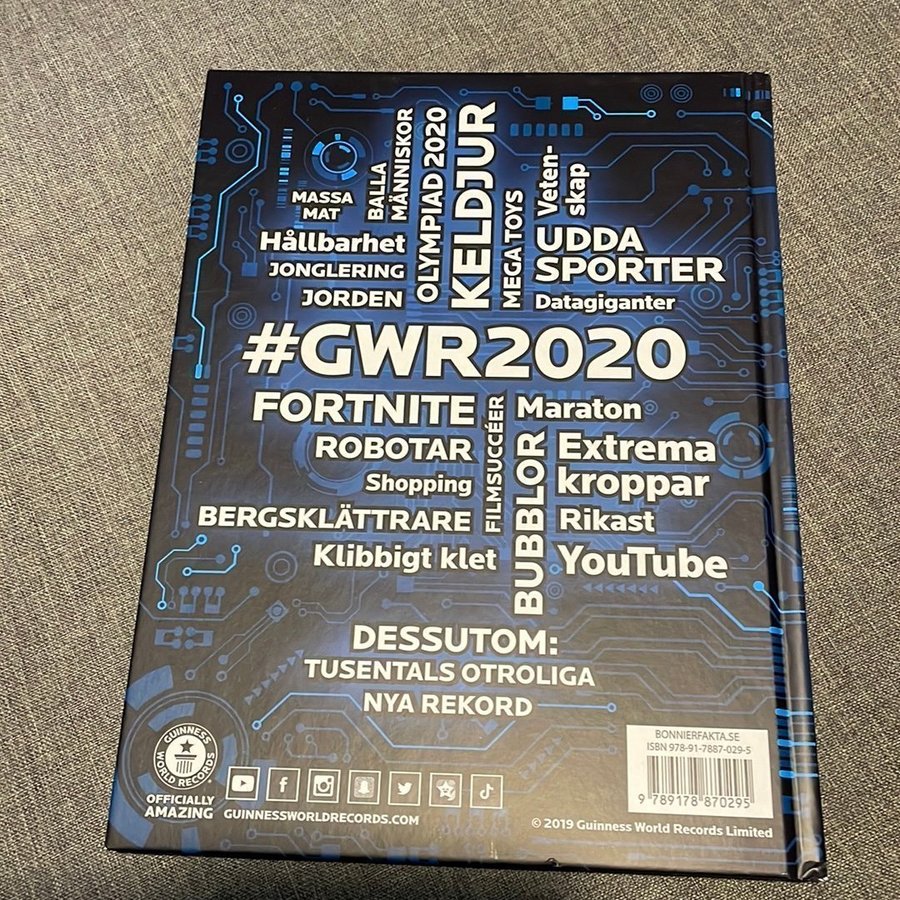 MASSA
MAT
BALLA
MÄNNISKOR
OLYMPIAD 2020
KELDJUR
MEGA TOYS
Veten-
skap
Hållbarhet
JONGLERING
JORDEN
UDDA
SPORTER
Datagiganter
#GWR2020
FORTNITE
ROBOTAR
Shopping
BERGSKLÄTTRARE
Klibbigt klet
FILMSUCCÉER
BUBBLOR
Maraton
Extrema
kroppar
Rikast
YouTube
DESSUTOM:
TUSENTALS OTROLIGA
NYA REKORD
GUINNESS
WORLD RECORDS
OFFICIALLY
AMAZING
GUINNESSWORLDRECORDS.COM
BONNIERFAKTA.SE
ISBN 978-91-7887-029-5
9 789178 870295
© 2019 Guinness World Records Limited